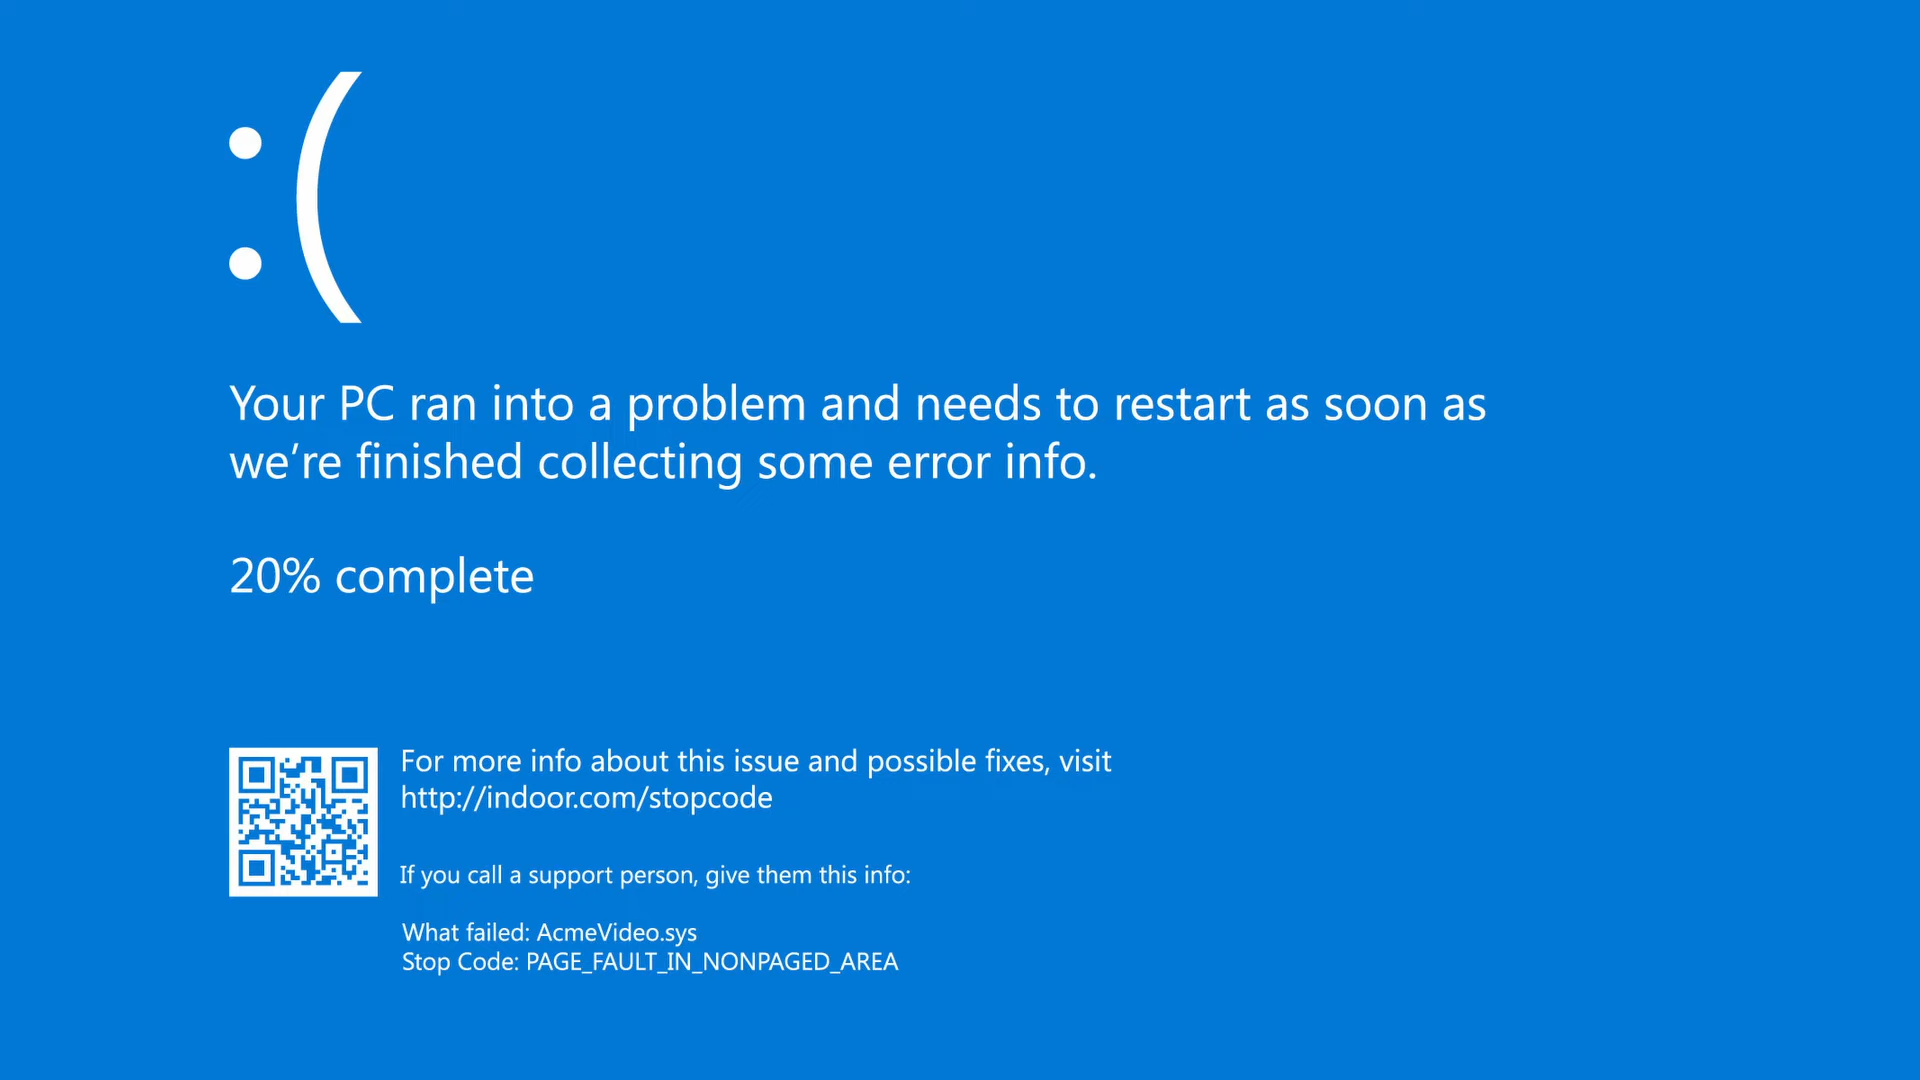 :(
Your PC ran into a problem and needs to restart as soon as
we’re finished collecting some error info.
20% complete
For more info about this issue and possible fixes, visit
http://indoor.com/stopcode
If you call a support person, give them this info:
What failed: AcmeVideo.sys
Stop Code: PAGE_FAULT_IN_NONPAGED_AREA